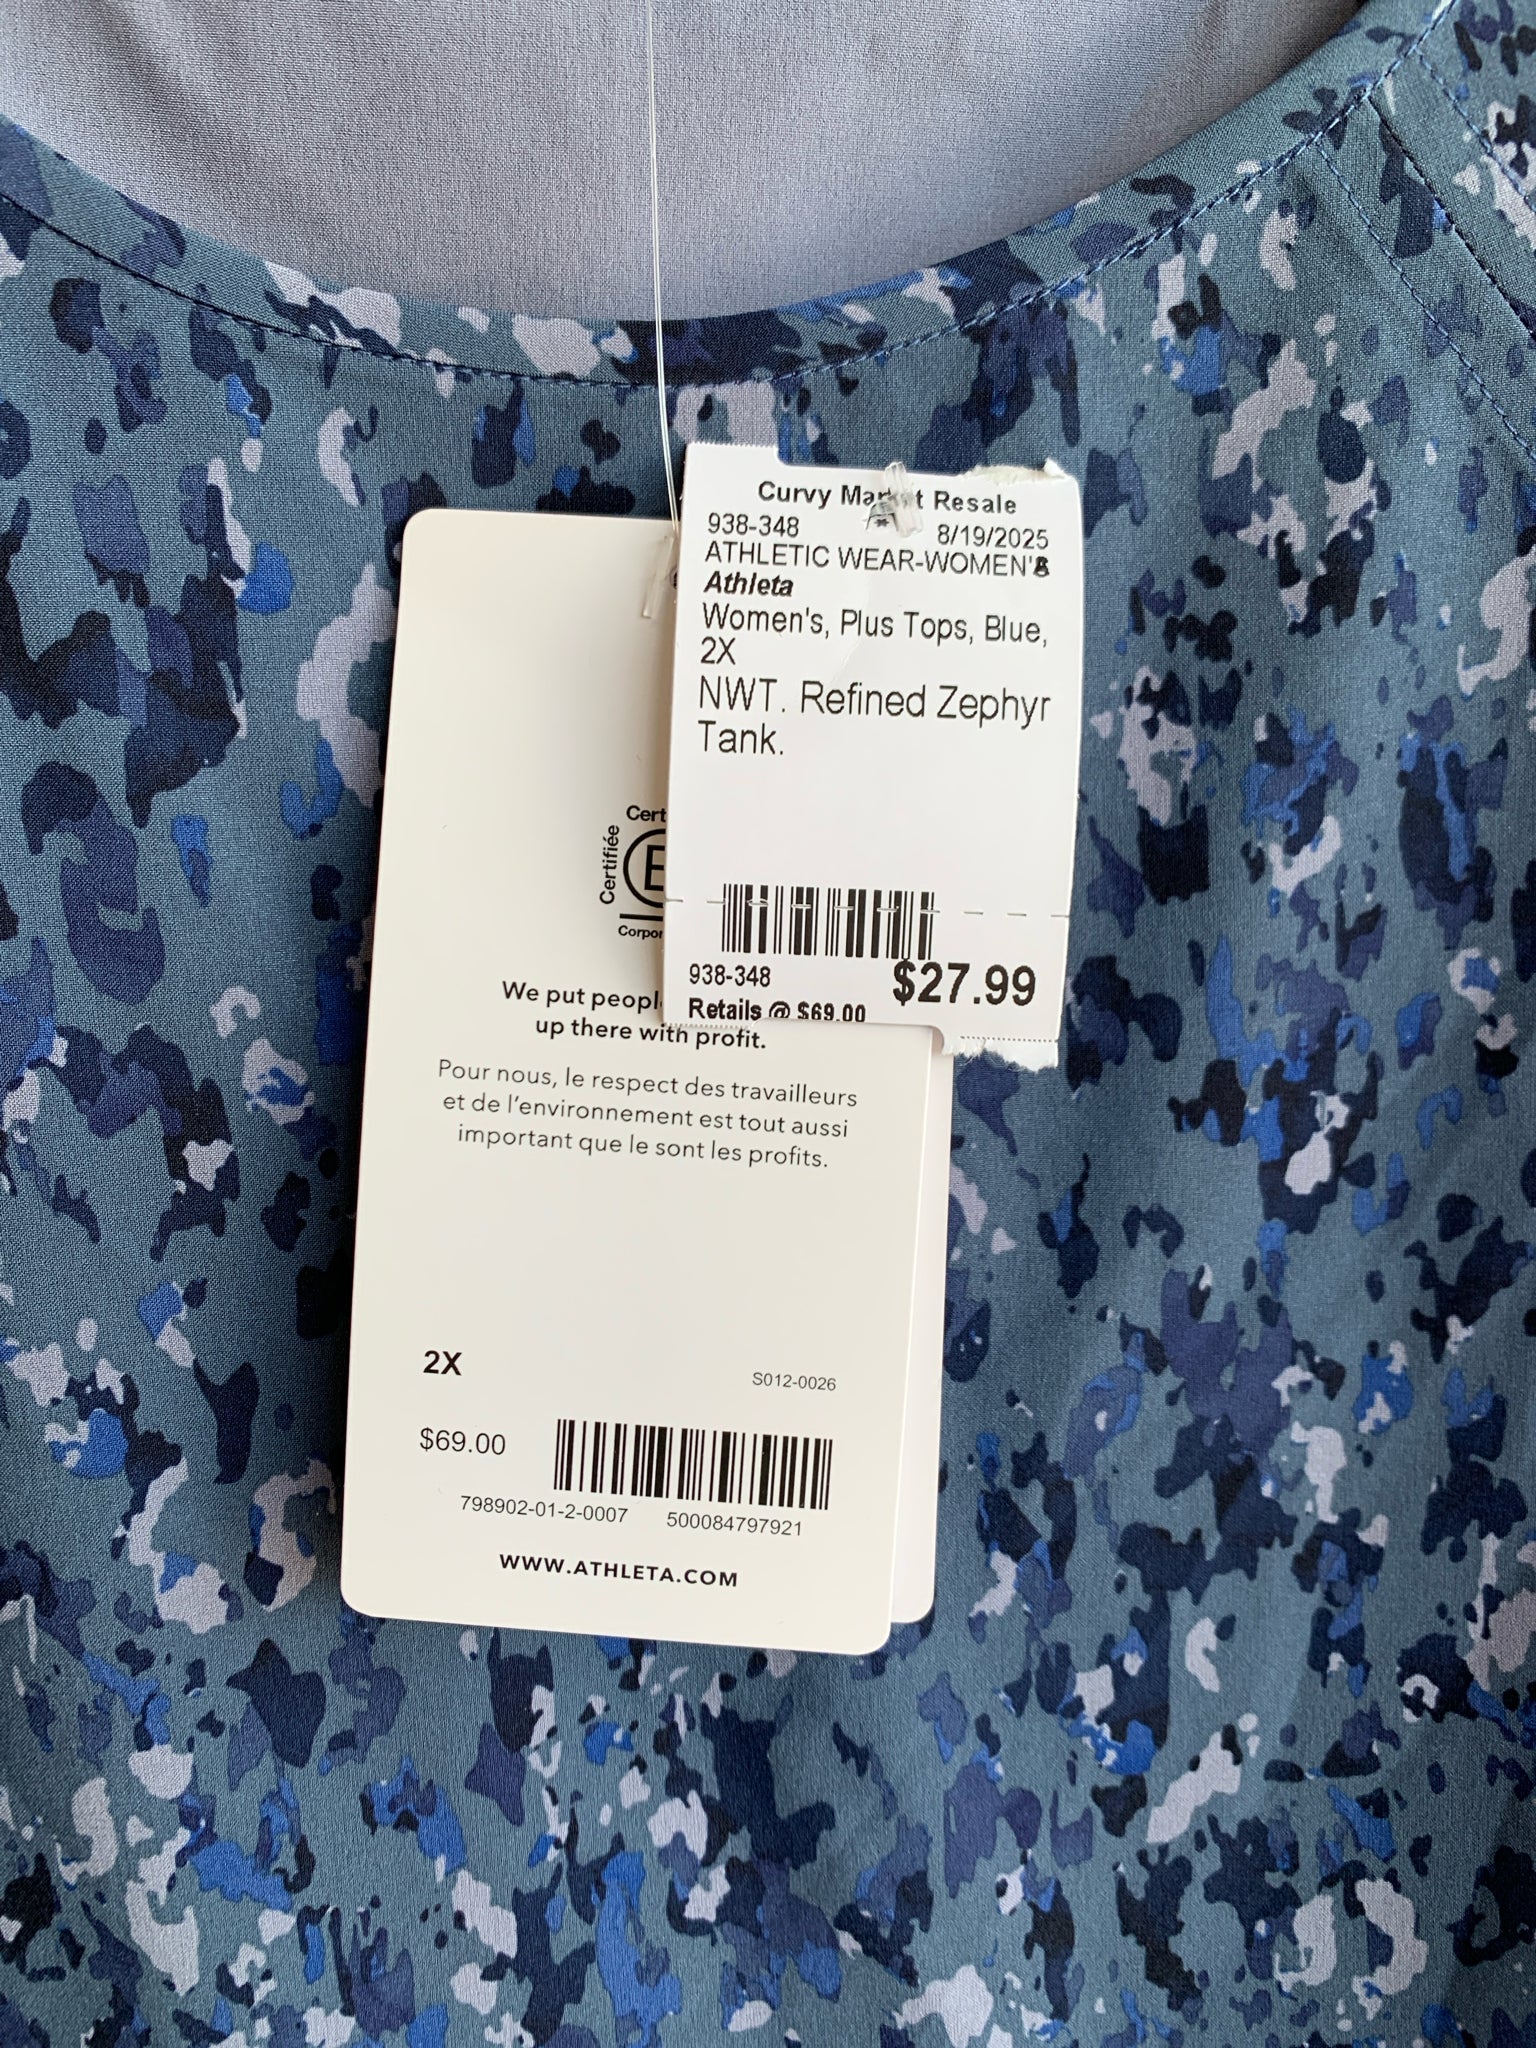 Curvy Market Resale
938-348 8/19/2025
ATHLETIC WEAR-WOMEN'S
Athleta
Women's, Plus Tops, Blue,
2X
NWT. Refined Zephyr
Tank.
938-348 $27.99
Retails @ $69.00
Certifiée
We put
up there with profit.
Pour nous, le respect des travailleurs
et de l'environnement est tout aussi
important que le sont les profits.
2X S012-0026
$69.00
798902-01-2-0007 500084797921
WWW.ATHLETA.COM